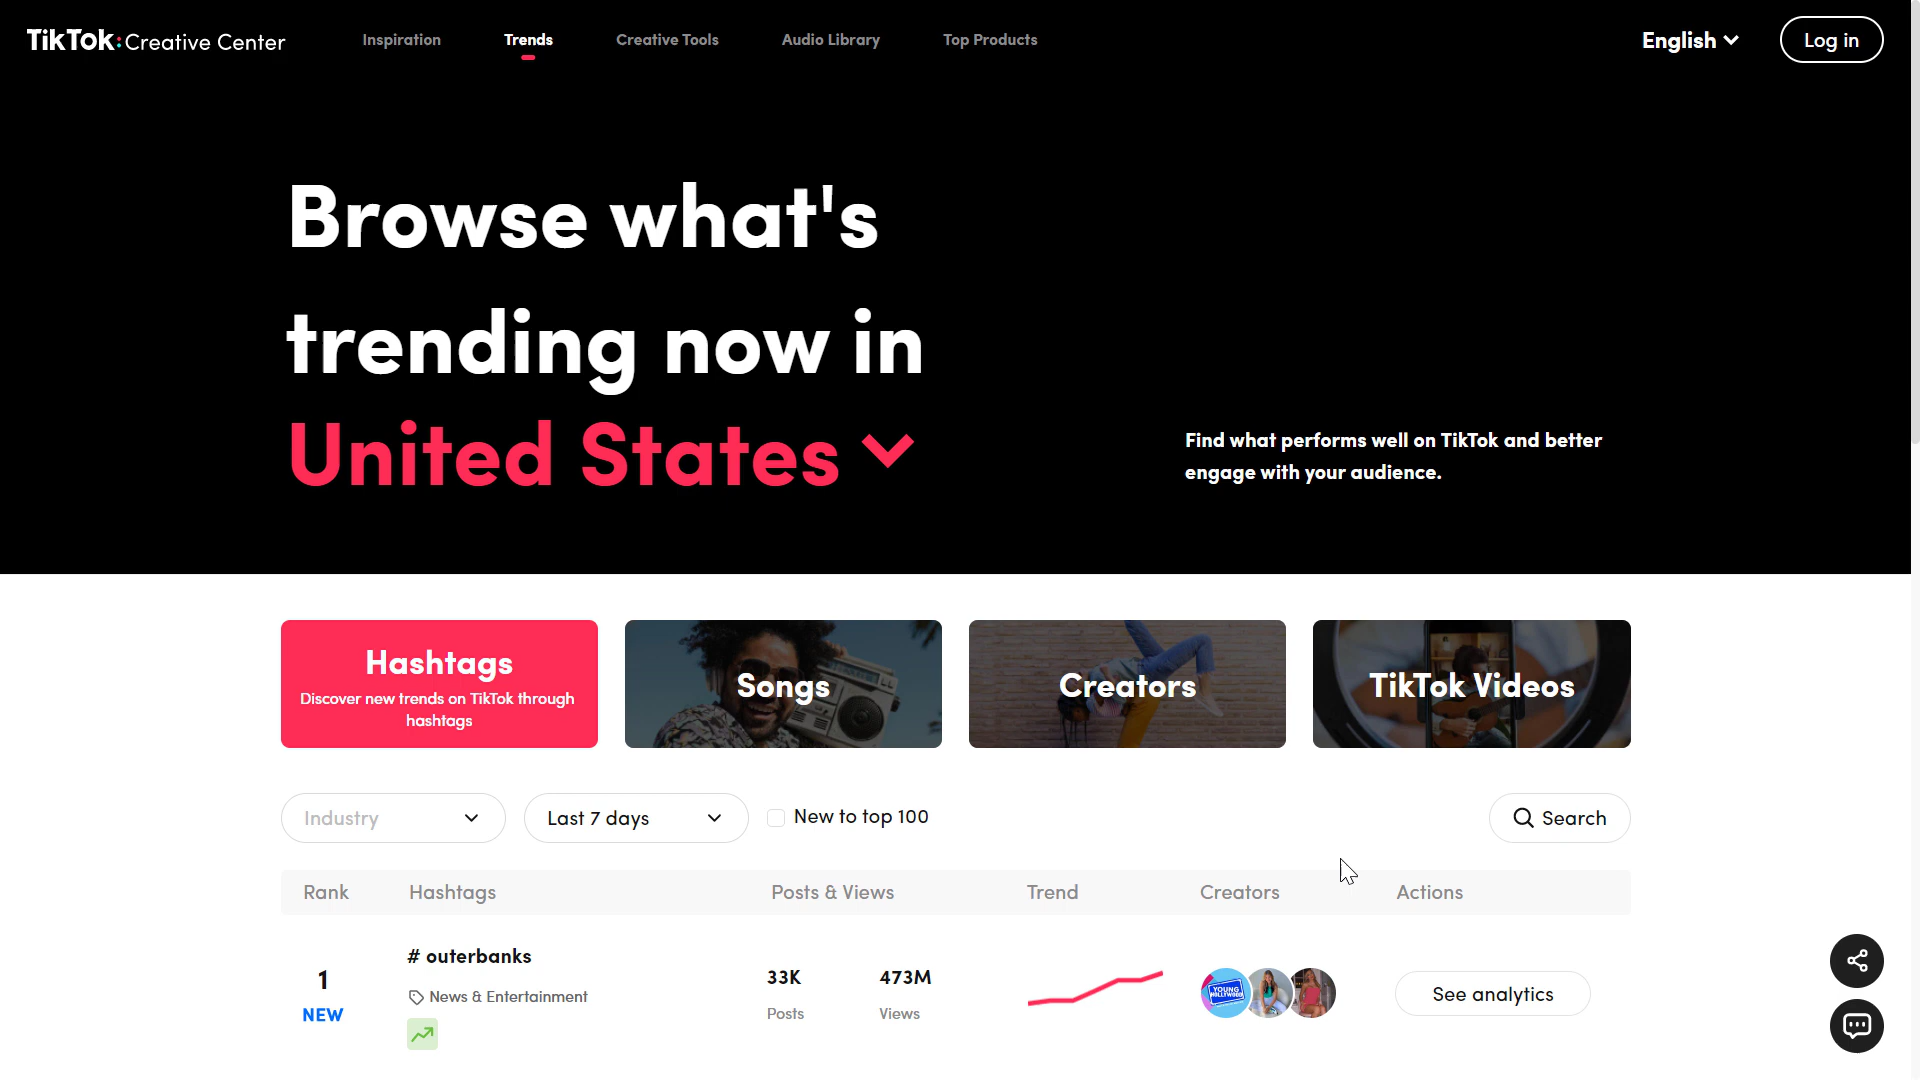 TikTok: Creative Center
Inspiration
Trends
Creative Tools
Audio Library
Top Products
English
Log in
Browse what's
trending now in
United States
Find what performs well on TikTok and better
engage with your audience.
Hashtags
Discover new trends on TikTok through
hashtags
Songs
Creators
TikTok Videos
Industry
Last 7 days
New to top 100
Search
Rank
Hashtags
Posts & Views
Trend
Creators
Actions
1
NEW
# outerbanks
News & Entertainment
33K
Posts
473M
Views
YOUNG
HOLLYWOOD
See analytics